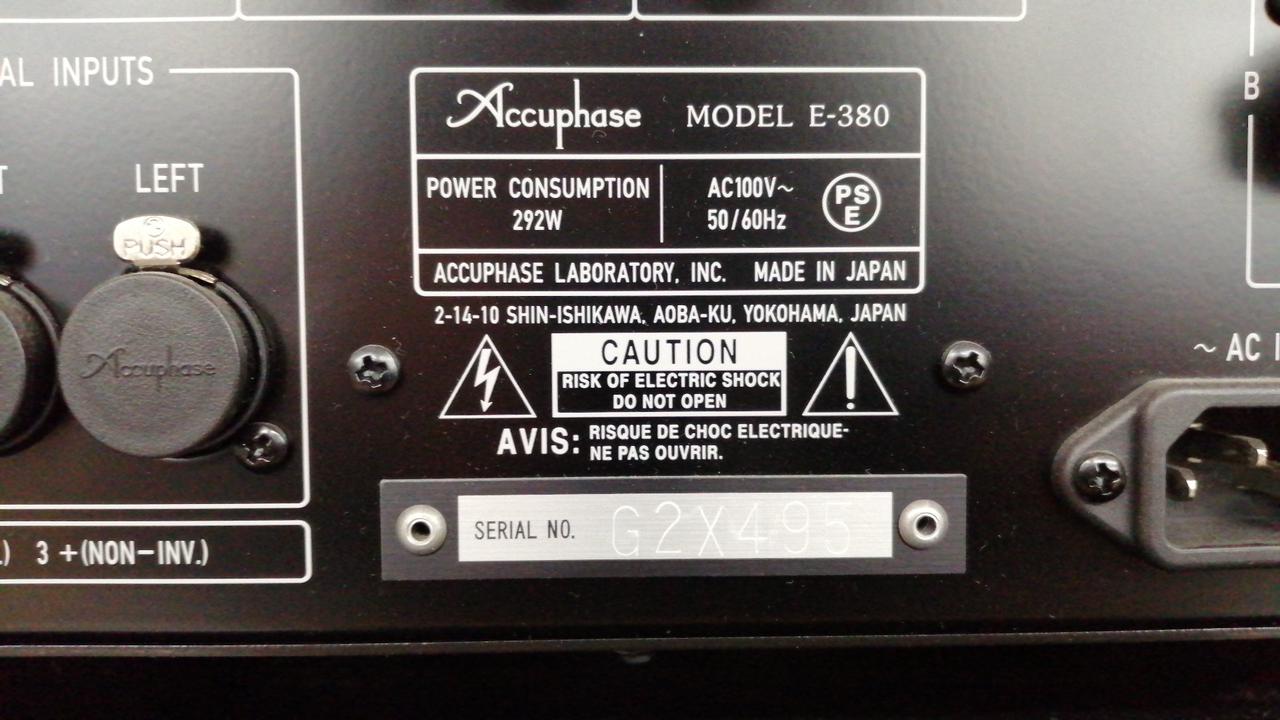 AL INPUTS
T LEFT
PUSH
Accuphase
Accuphase MODEL E-380
POWER CONSUMPTION
292W
AC100V~
50/60Hz
PS
E
ACCUPHASE LABORATORY, INC. MADE IN JAPAN
2-14-10 SHIN-ISHIKAWA, AOBA-KU, YOKOHAMA, JAPAN
CAUTION
RISK OF ELECTRIC SHOCK
DO NOT OPEN
AVIS: RISQUE DE CHOC ELECTRIQUE-
NE PAS OUVRIR.
SERIAL NO. G2X495
) 3 +(NON-INV.)
B
~ AC I